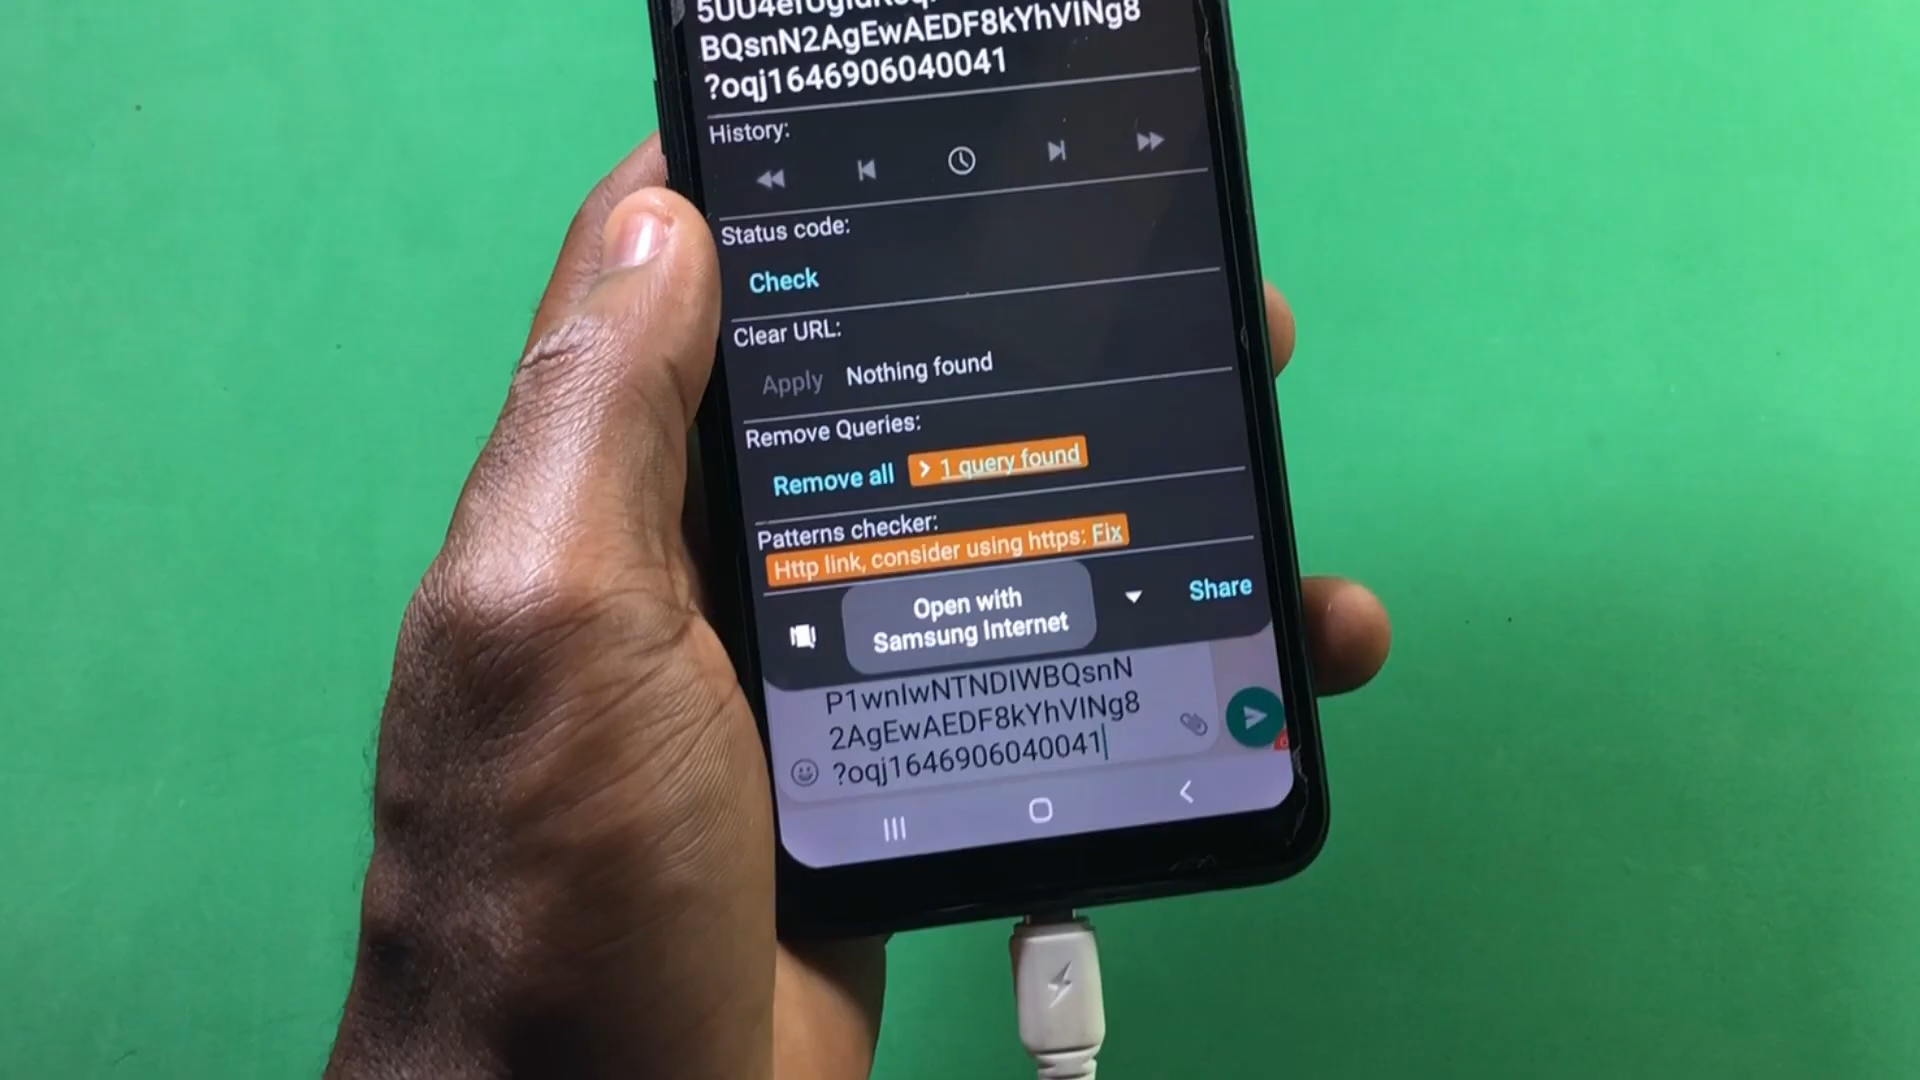 BQsnN2AgEwAEDF8kYhVINg8
?oqj1646906040041
History:
Status code:
Check
Clear URL:
Apply Nothing found
Remove Queries:
Remove all > 1 query found
Patterns checker:
Http link, consider using https: Fix
Open with
Samsung Internet
Share
P1wnIwNTNDIWBQsnN
2AgEwAEDF8kYhVINg8
?oqj1646906040041